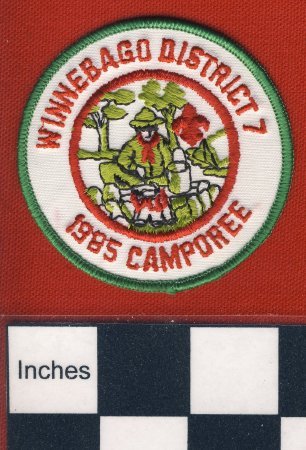 WINNEBAGO DISTRICT 7
1985 CAMPOREE
Inches